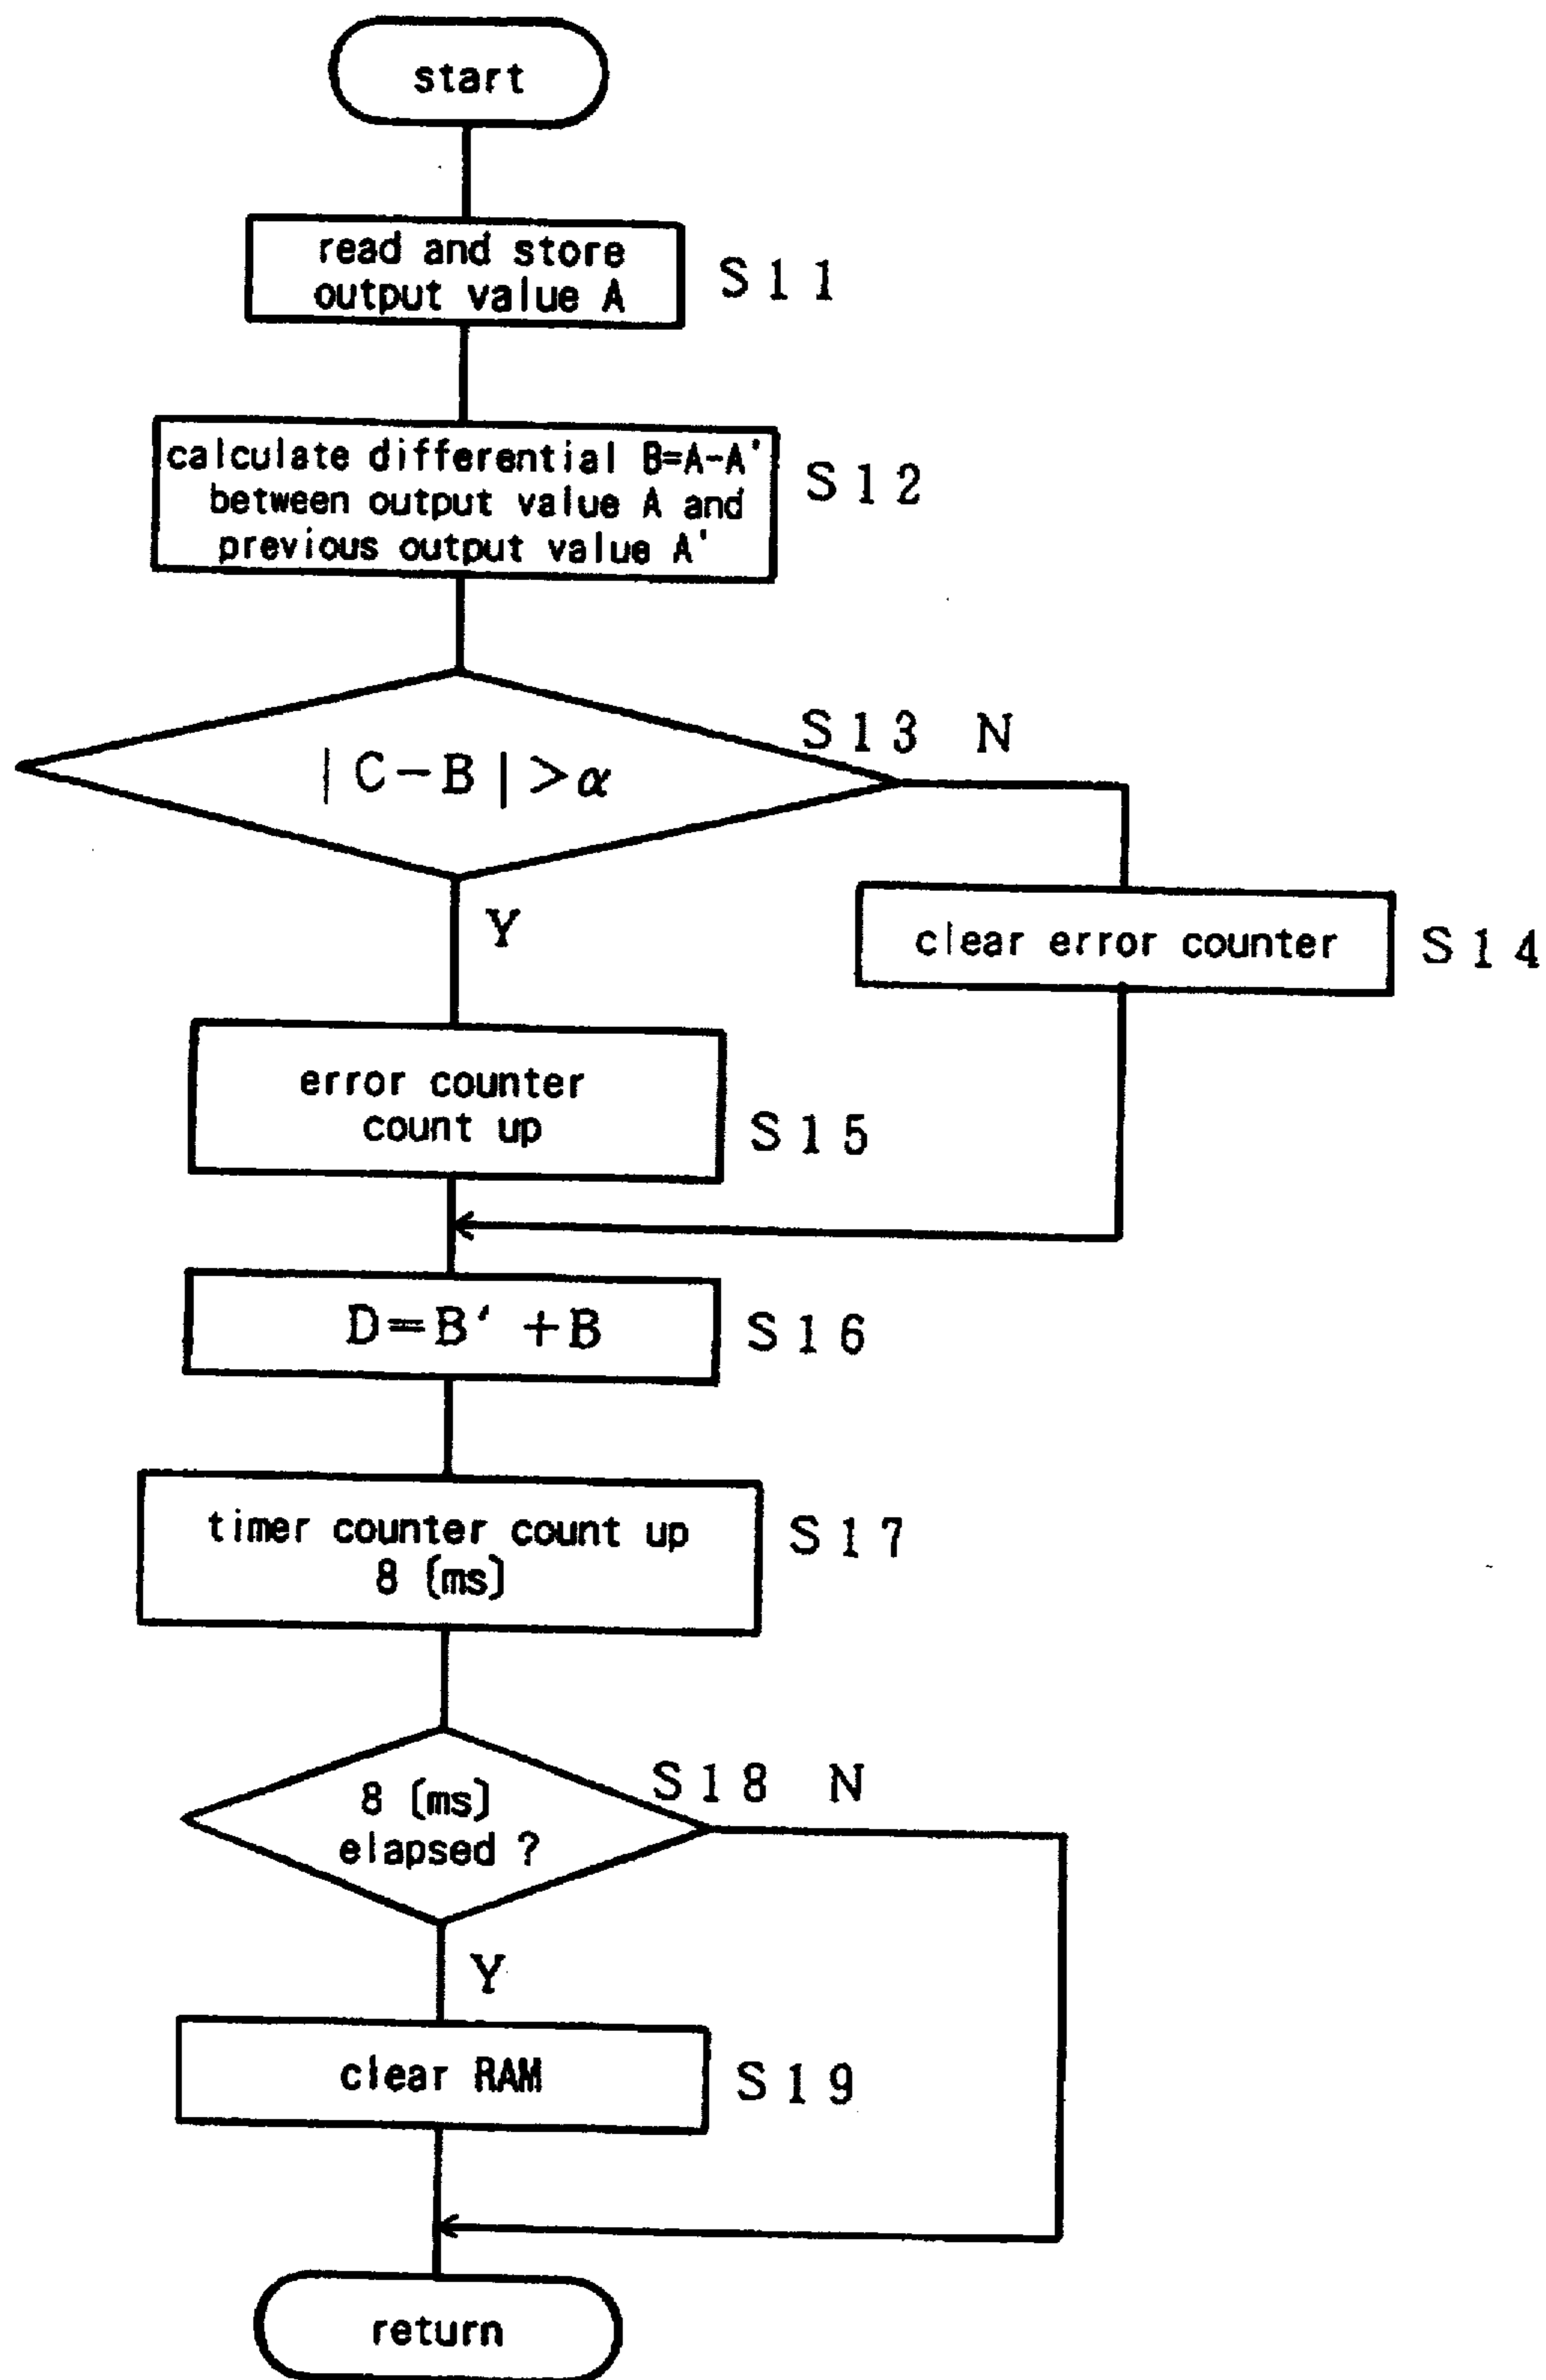 start
read and store
output value A
S11
calculate differential B=A-A'
between output value A and
previous output value A'
S12
S13 N
|C-B|>α
Y
clear error counter
S14
error counter
count up
S15
D=B' +B
S16
timer counter count up
8 (ms)
S17
S18 N
8 (ms)
elapsed ?
Y
clear RAM
S19
return